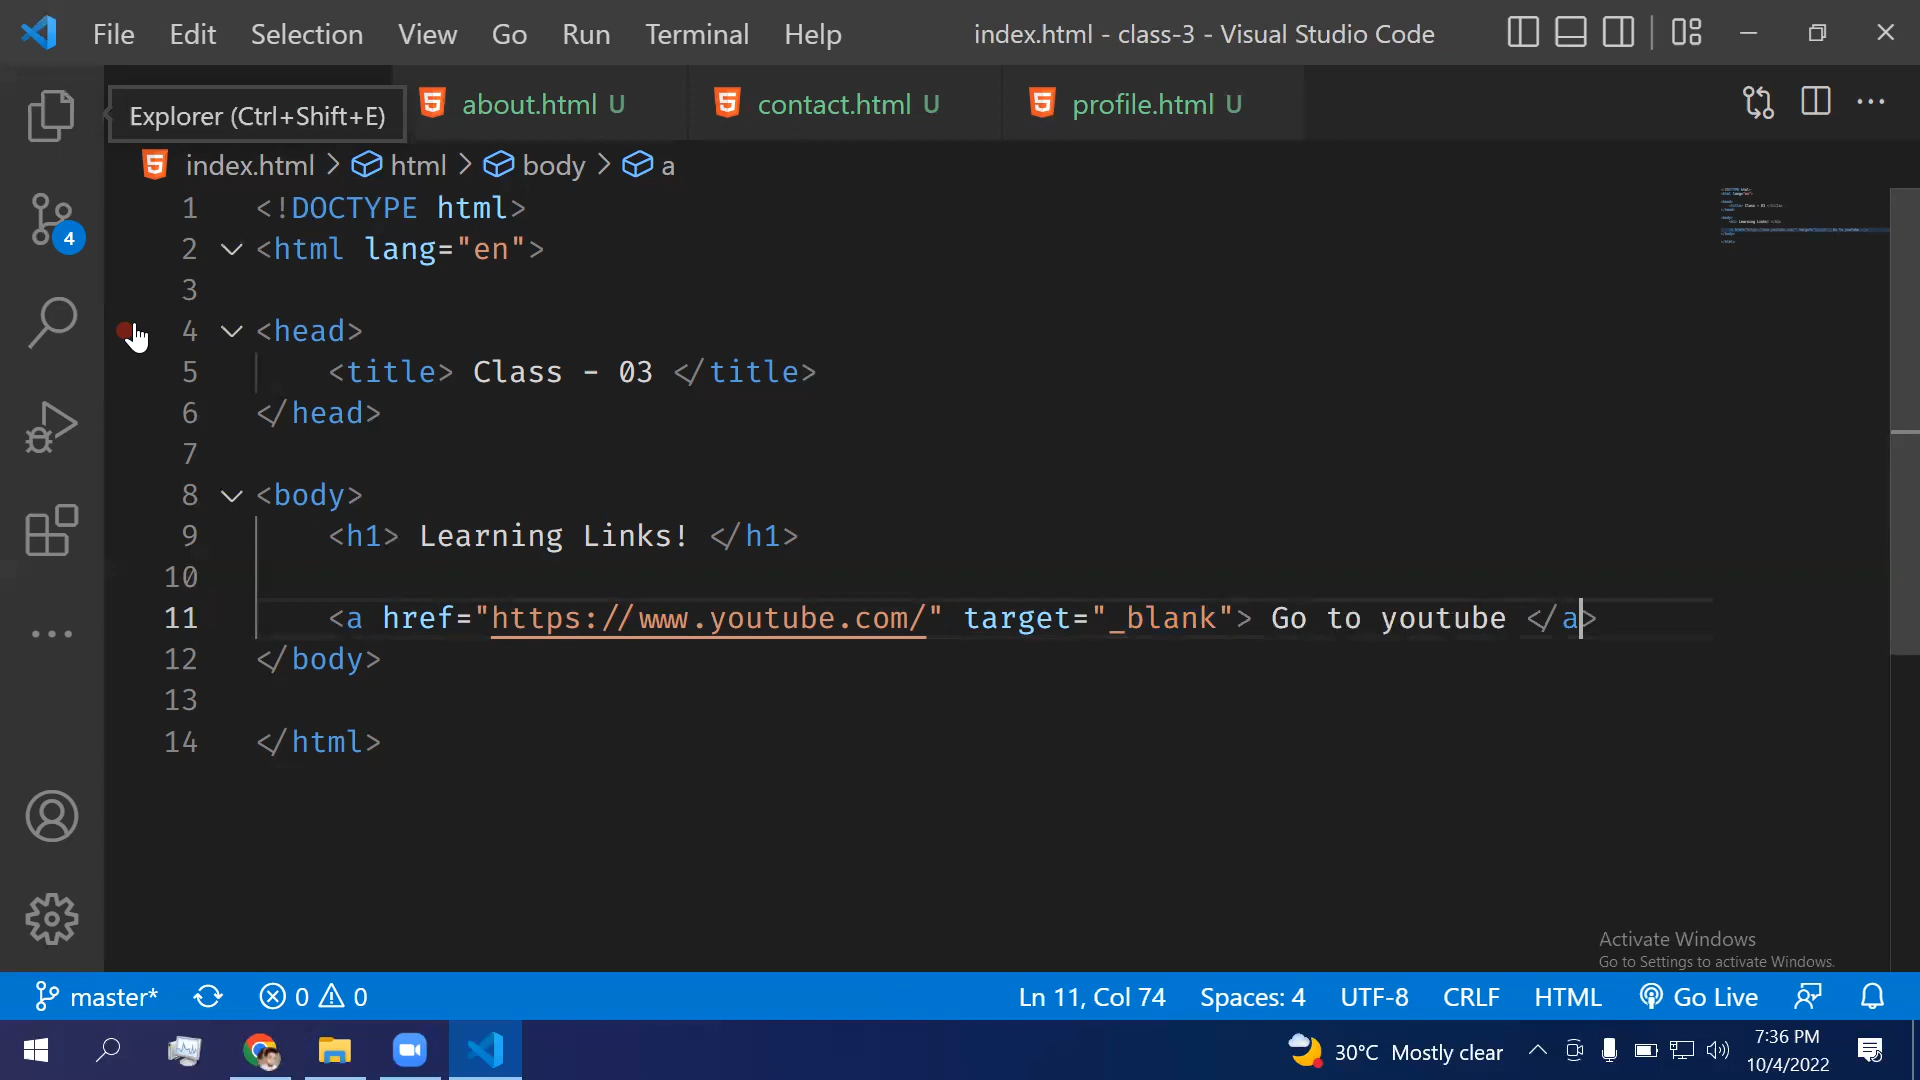 File Edit Selection View Go Run Terminal Help index.html - class-3 - Visual Studio Code
Explorer (Ctrl+Shift+E) about.html U contact.html U profile.html U
index.html > html > body > a
1 <!DOCTYPE html>
2 <html lang="en">
3
4 <head>
5 <title> Class - 03 </title>
6 </head>
7
8 <body>
9 <h1> Learning Links! </h1>
10
11 <a href="https://www.youtube.com/" target="_blank"> Go to youtube </a>
12 </body>
13
14 </html>
4
Activate Windows
Go to Settings to activate Windows.
master* 0 0 Ln 11, Col 74 Spaces: 4 UTF-8 CRLF HTML Go Live
30°C Mostly clear
7:36 PM
10/4/2022